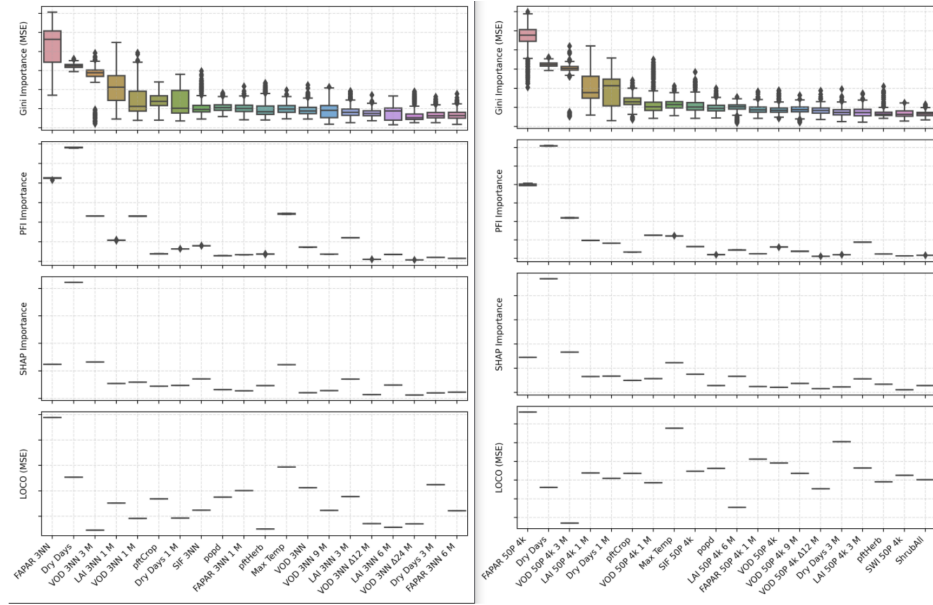 Gini Importance (MSE)
PFI Importance
SHAP Importance
LOCO (MSE)
FAPAR 3NN
Dry Days
VOD 3NN 3 M
LAI 3NN 1 M
VOD 3NN 1 M
pftCrop
Dry Days 1 M
SIF 3NN
popd
FAPAR 3NN 1 M
pftHerb
Max Temp
VOD 3NN
VOD 3NN 9 M
LAI 3NN 3 M
VOD 3NN Δ12 M
LAI 3NN 6 M
VOD 3NN Δ24 M
Dry Days 3 M
FAPAR 3NN 6 M
Gini Importance (MSE)
PFI Importance
SHAP Importance
LOCO (MSE)
FAPAR 50P 4k
Dry Days
VOD 50P 4k 3 M
LAI 50P 4k 1 M
Dry Days 1 M
pftCrop
VOD 50P 4k 1 M
Max Temp
SIF 50P 4k
popd
LAI 50P 4k 6 M
FAPAR 50P 4k 1 M
VOD 50P 4k
VOD 50P 4k 9 M
VOD 50P 4k Δ12 M
Dry Days 3 M
LAI 50P 4k 3 M
pftHerb
SWI 50P 4k
ShrubAll